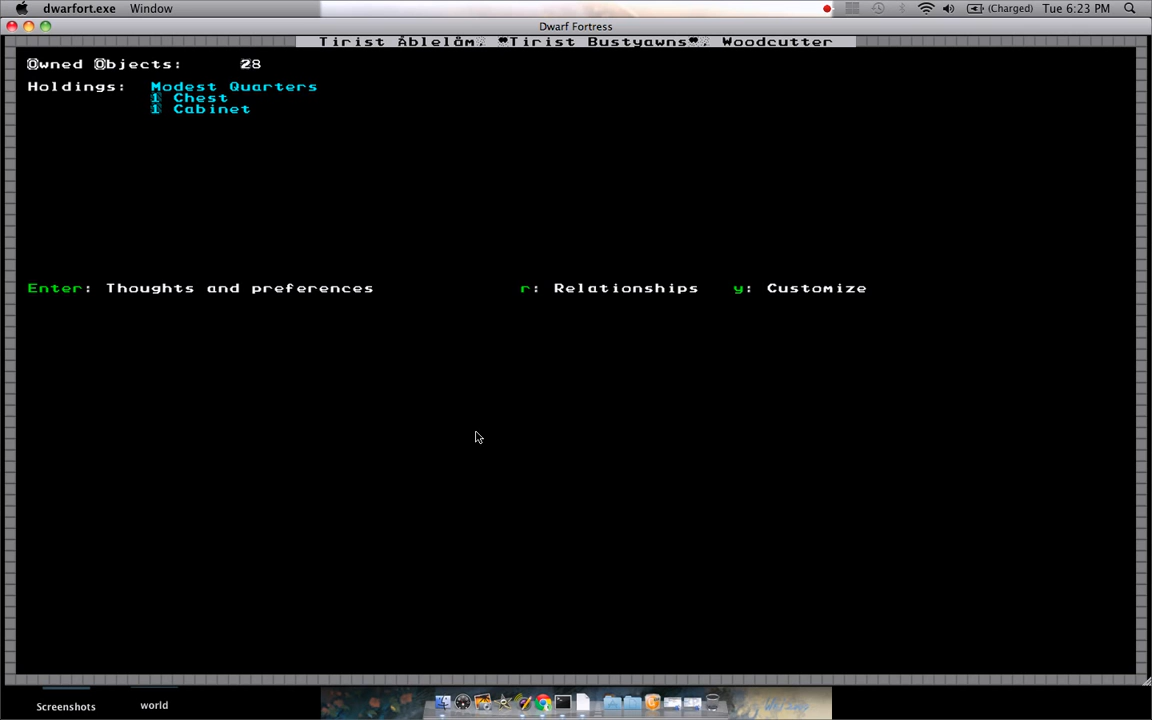 dwarfort.exe Window (Charged) Tue 6:23 PM
Dwarf Fortress
Tirist Åblelåm, "Tirist Bustyawns", Woodcutter
Owned Objects: 28
Holdings: Modest Quarters
1 Chest
1 Cabinet
Enter: Thoughts and preferences r: Relationships y: Customize
Screenshots world